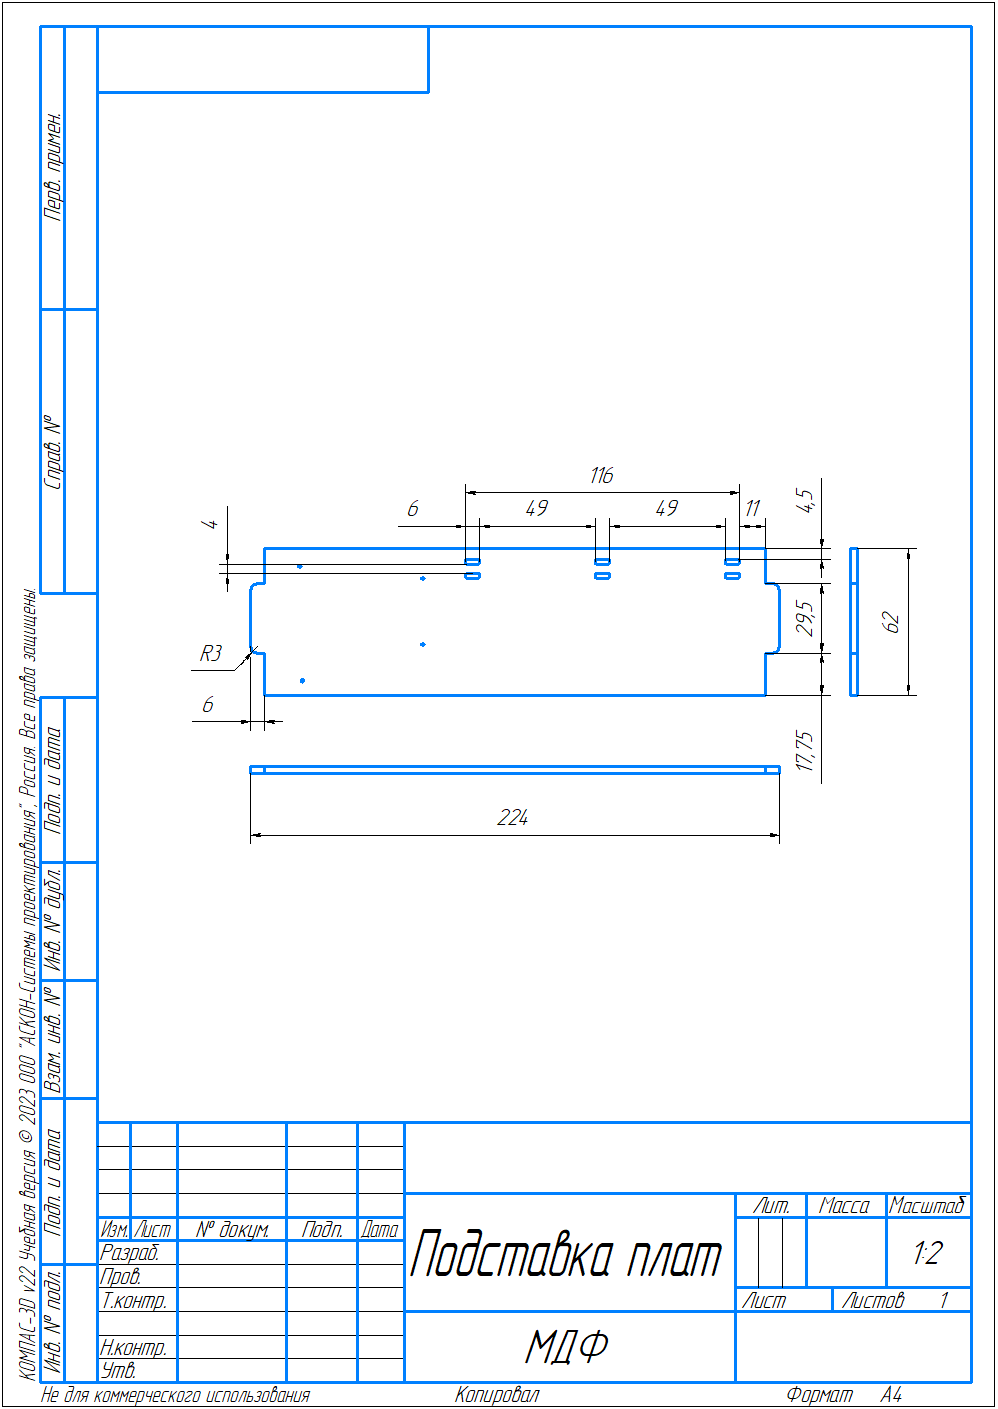 Перв. примен.
Справ. №
116
6
49
49
11
4,5
4
29,5
62
R3
6
17,75
224
Подп. и дата
Инв. № дубл.
Взам. инв. №
Подп. и дата
Инв. № подл.
КОМПАС-3D v22 Учебная версия © 2023 ООО "АСКОН-Системы проектирования", Россия. Все права защищены.
Изм. Лист № докум. Подп. Дата
Разраб.
Пров.
Т.контр.
Н.контр.
Утв.
Подставка плат
МДФ
Лит. Масса Масштаб
1:2
Лист Листов 1
Не для коммерческого использования Копировал Формат А4